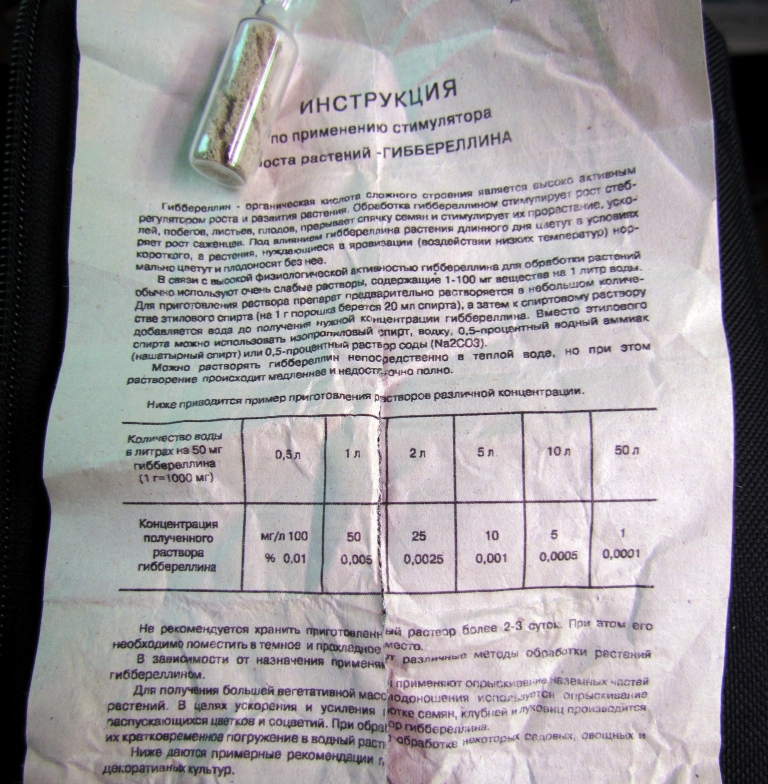 ИНСТРУКЦИЯ
по применению стимулятора
оста растений -ГИББЕРЕЛЛИНА
Гибберелин - органическая кислота сложного строения является высоко активным
регулятором роста и развития растения. Обработка гиббереллином стимулирует рост стеб-
лей, побегов, листьев, плодов, прерывает спячку семян и стимулирует их прорастание, уско-
ряет рост саженцев. Под влиянием гиббереллина растения длинного дня цветут в условиях
короткого, а растения, нуждающиеся в яровизации (воздействии низких температур) нор-
мально цветут и плодоносят без нее.
В связи с высокой физиологической активностью гиббереллина для обработки растений
обычно используют очень слабые растворы, содержащие 1-100 мг вещества на 1 литр воды.
Для приготовления раствора препарат предварительно растворяется в небольшом количе-
стве этилового спирта (на 1 г порошка берется 20 мл спирта), а затем к спиртовому раствору
добавляется вода до получения нужной концентрации гиббереллина. Вместо этилового
спирта можно использовать изопропиловый спирт, водку, 0,5-процентный водный аммиак
(нашатырный спирт) или 0,5-процентный раствор соды (Na2CO3).
Можно растворять гиббереллин непосредственно в теплой воде, но при этом
растворение происходит медленнее и недостаточно полно.
Ниже приводится пример приготовления растворов различной концентрации.
Количество воды
в литрах на 50 мг
гиббереллина
(1 г=1000 мг)
0,5 л 1 л 2 л 5 л 10 л 50 л
Концентрация
полученного
раствора
гиббереллина
мг/л 100 50 25 10 5 1
% 0,01 0,005 0,0025 0,001 0,0005 0,0001
Не рекомендуется хранить приготовленный раствор более 2-3 суток. При этом его
необходимо поместить в темное и прохладное место.
В зависимости от назначения применяют различные методы обработки растений
гиббереллином.
Для получения большей вегетативной масс применяют опрыскивание наземных частей
растений. В целях ускорения и усиления лодоношения используется опрыскивание
распускающихся цветков и соцветий. При обработке семян, клубней и луковиц производится
их кратковременное погружение в водный раствор гиббереллина.
Ниже даются примерные рекомендации обработке некоторых садовых, овощных и
декоративных культур.